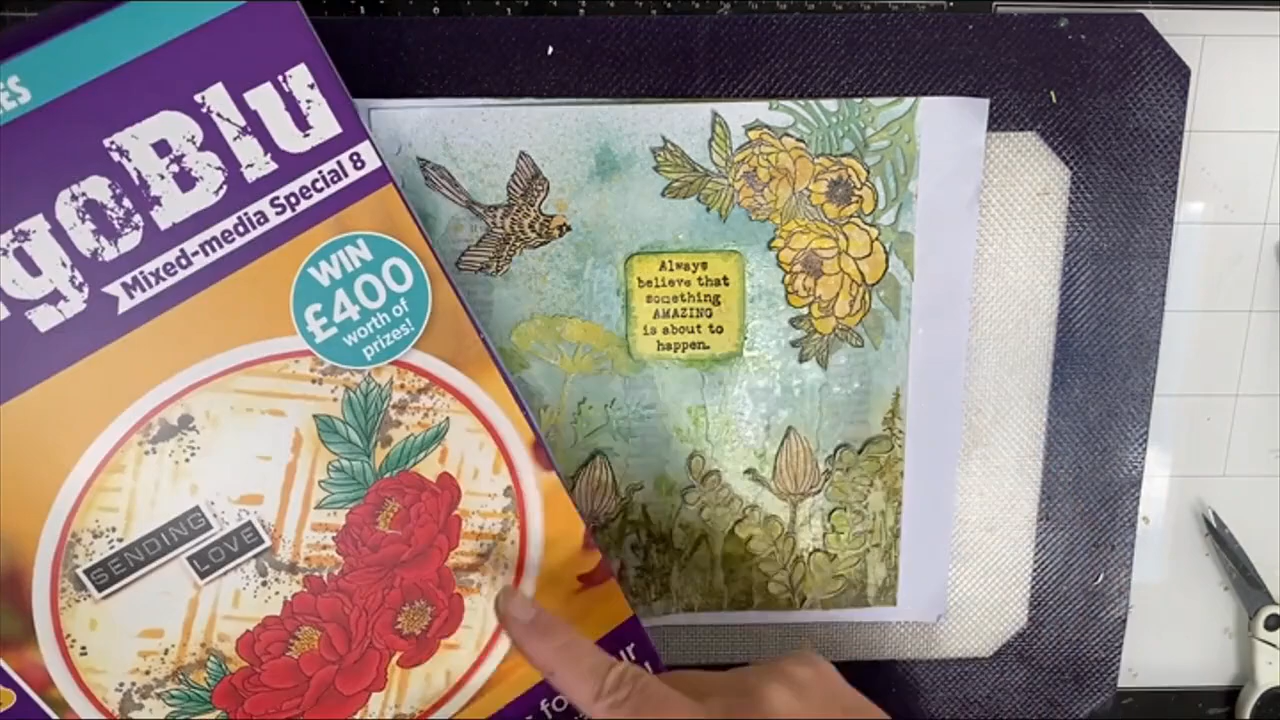 ES
goBlu
Mixed-media Special 8
WIN
£400
worth of
prizes!
SENDING
LOVE
Always
believe that
something
AMAZING
is about to
happen.